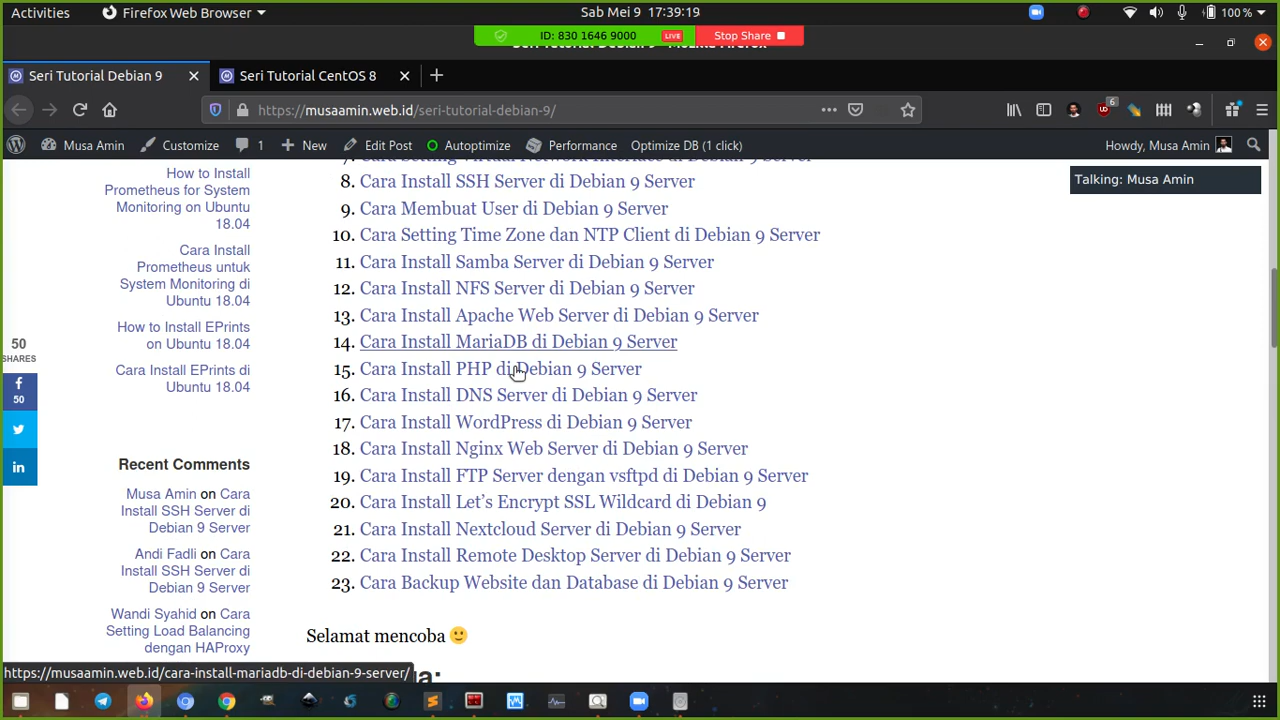 Activities
Firefox Web Browser
Sab Mei 9 17:39:19
100 %
ID: 830 1646 9000
LIVE
Stop Share
Seri Tutorial Debian 9
Seri Tutorial CentOS 8
https://musaamin.web.id/seri-tutorial-debian-9/
6
Musa Amin
Customize
1
New
Edit Post
Autoptimize
Performance
Optimize DB (1 click)
Howdy, Musa Amin
Talking: Musa Amin
How to Install
Prometheus for System
Monitoring on Ubuntu
18.04
Cara Install
Prometheus untuk
System Monitoring di
Ubuntu 18.04
How to Install EPrints
on Ubuntu 18.04
Cara Install EPrints di
Ubuntu 18.04
50
SHARES
50
Recent Comments
Musa Amin on Cara
Install SSH Server di
Debian 9 Server
Andi Fadli on Cara
Install SSH Server di
Debian 9 Server
Wandi Syahid on Cara
Setting Load Balancing
dengan HAProxy
7. Cara Setting Virtual Network Interface di Debian 9 Server
8. Cara Install SSH Server di Debian 9 Server
9. Cara Membuat User di Debian 9 Server
10. Cara Setting Time Zone dan NTP Client di Debian 9 Server
11. Cara Install Samba Server di Debian 9 Server
12. Cara Install NFS Server di Debian 9 Server
13. Cara Install Apache Web Server di Debian 9 Server
14. Cara Install MariaDB di Debian 9 Server
15. Cara Install PHP di Debian 9 Server
16. Cara Install DNS Server di Debian 9 Server
17. Cara Install WordPress di Debian 9 Server
18. Cara Install Nginx Web Server di Debian 9 Server
19. Cara Install FTP Server dengan vsftpd di Debian 9 Server
20. Cara Install Let's Encrypt SSL Wildcard di Debian 9
21. Cara Install Nextcloud Server di Debian 9 Server
22. Cara Install Remote Desktop Server di Debian 9 Server
23. Cara Backup Website dan Database di Debian 9 Server
Selamat mencoba
https://musaamin.web.id/cara-install-mariadb-di-debian-9-server/